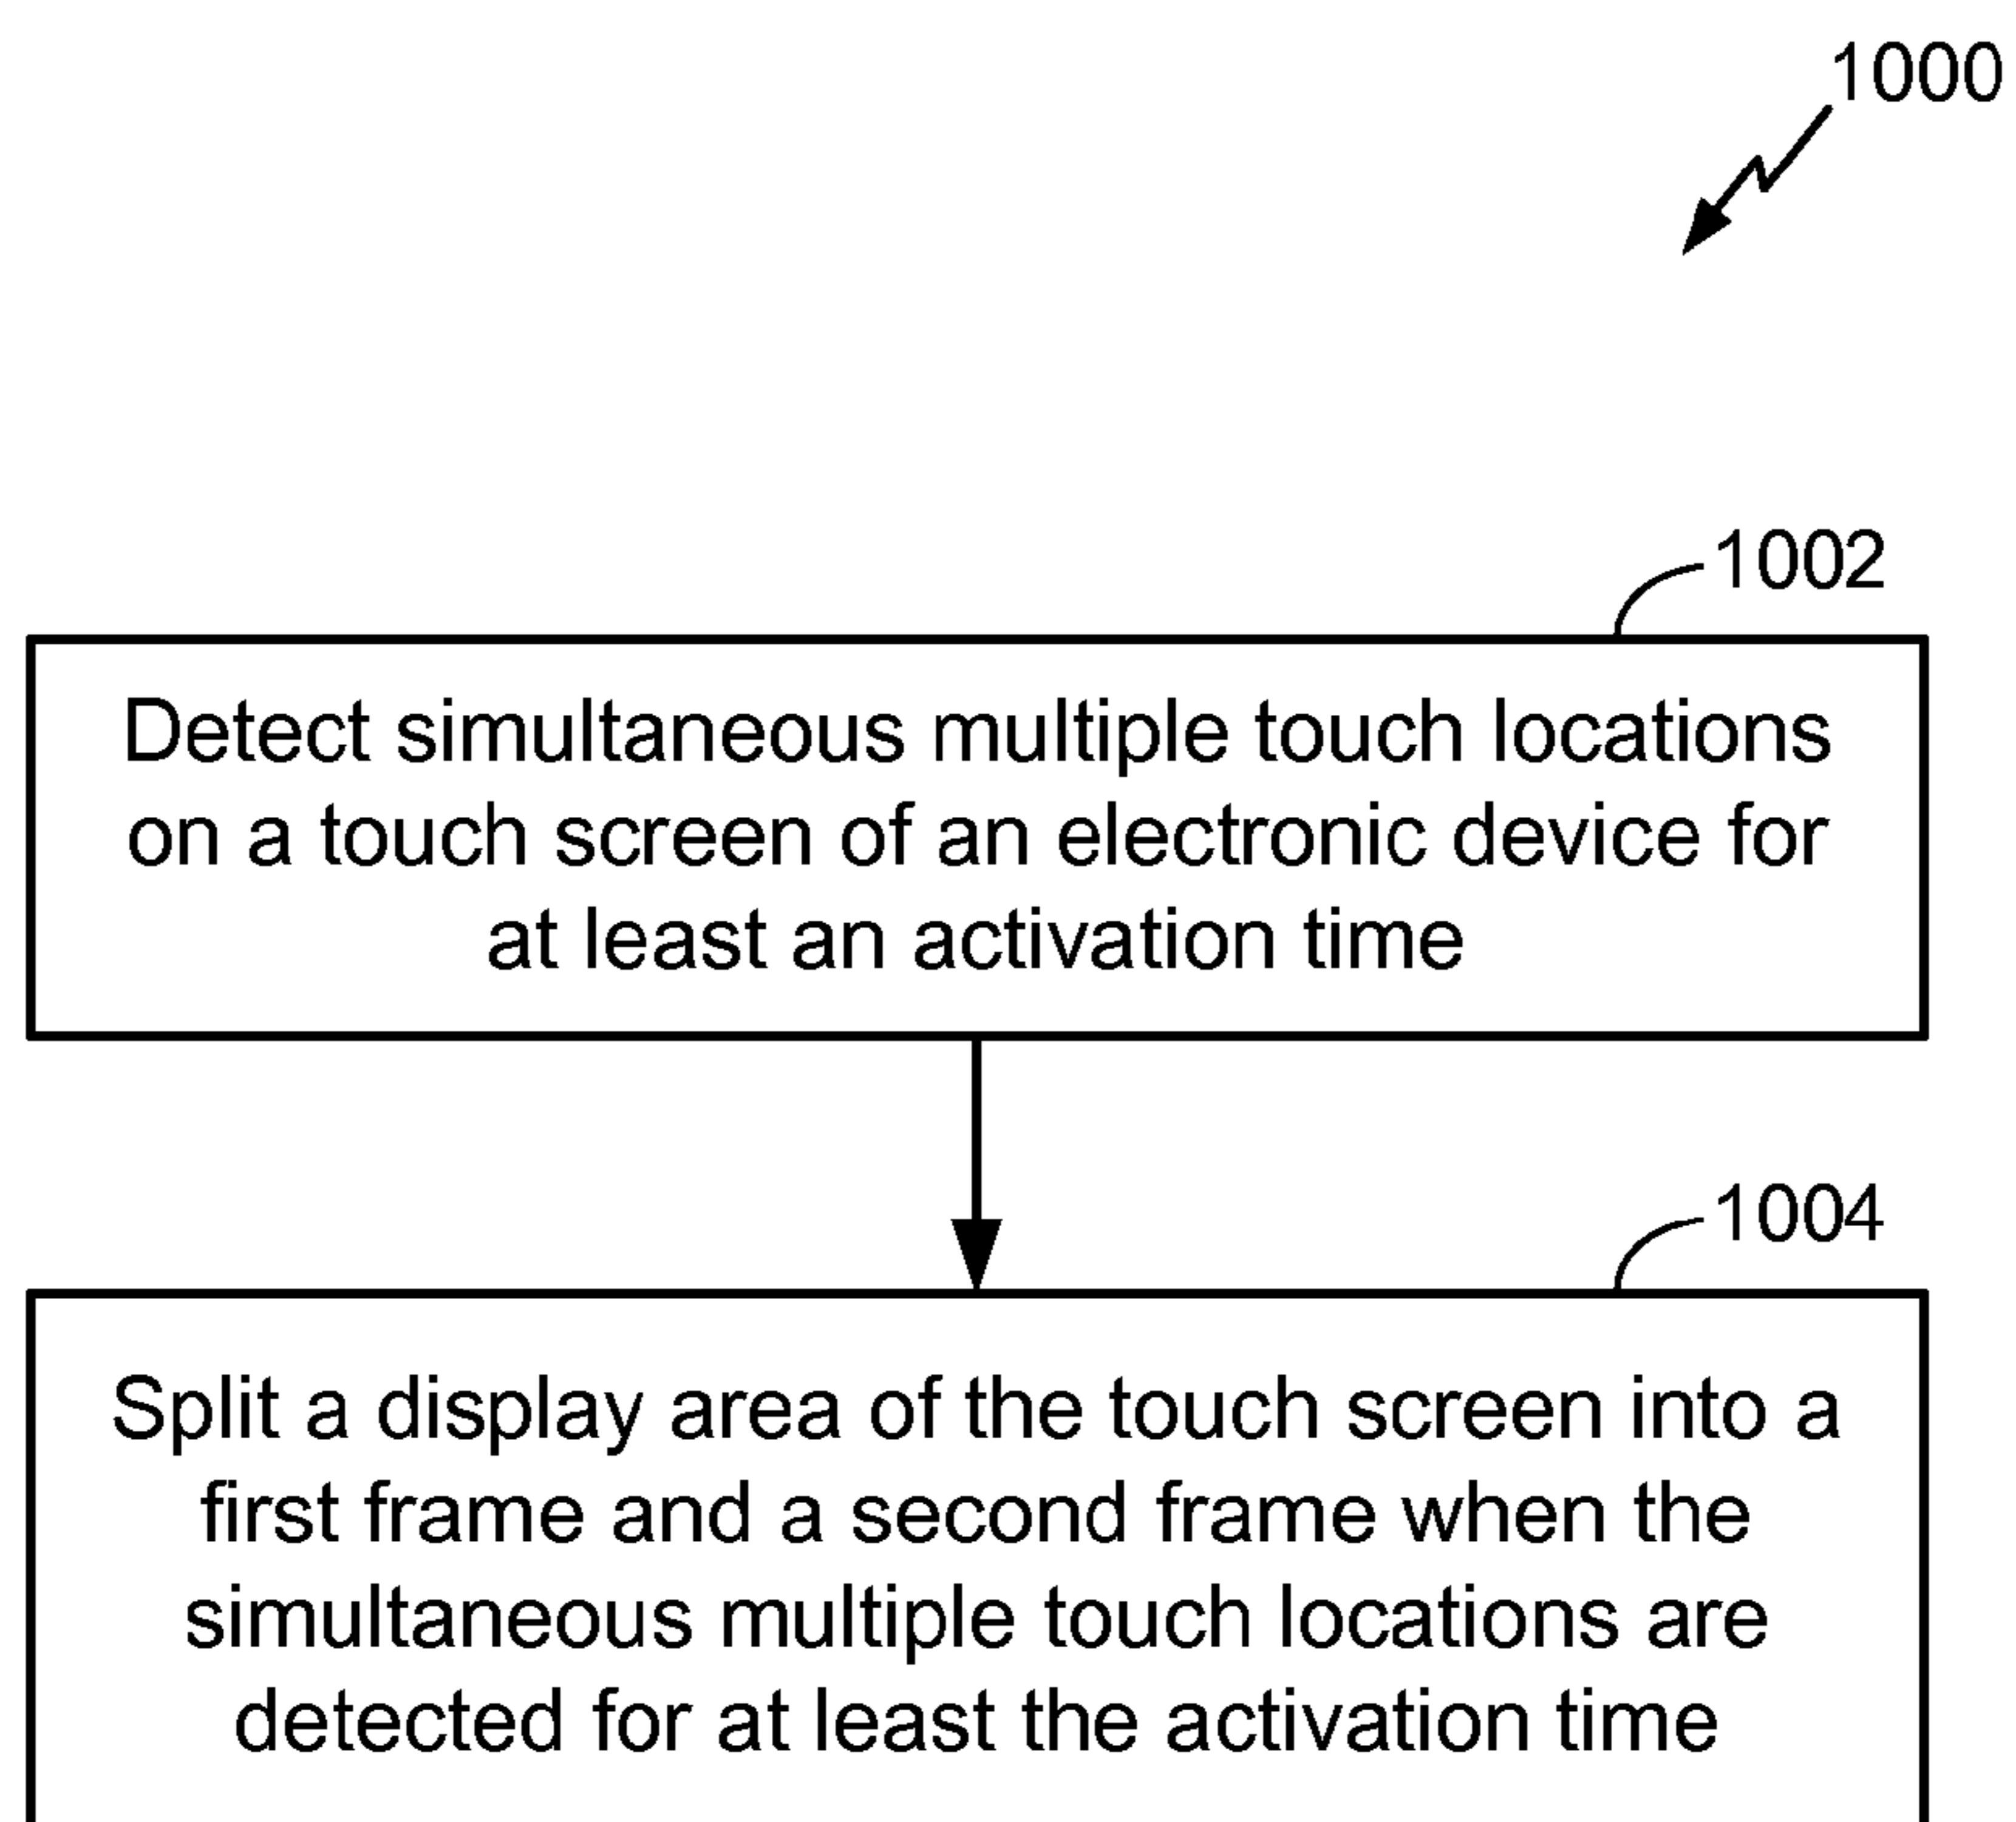 1000
1002
Detect simultaneous multiple touch locations
on a touch screen of an electronic device for
at least an activation time
1004
Split a display area of the touch screen into a
first frame and a second frame when the
simultaneous multiple touch locations are
detected for at least the activation time